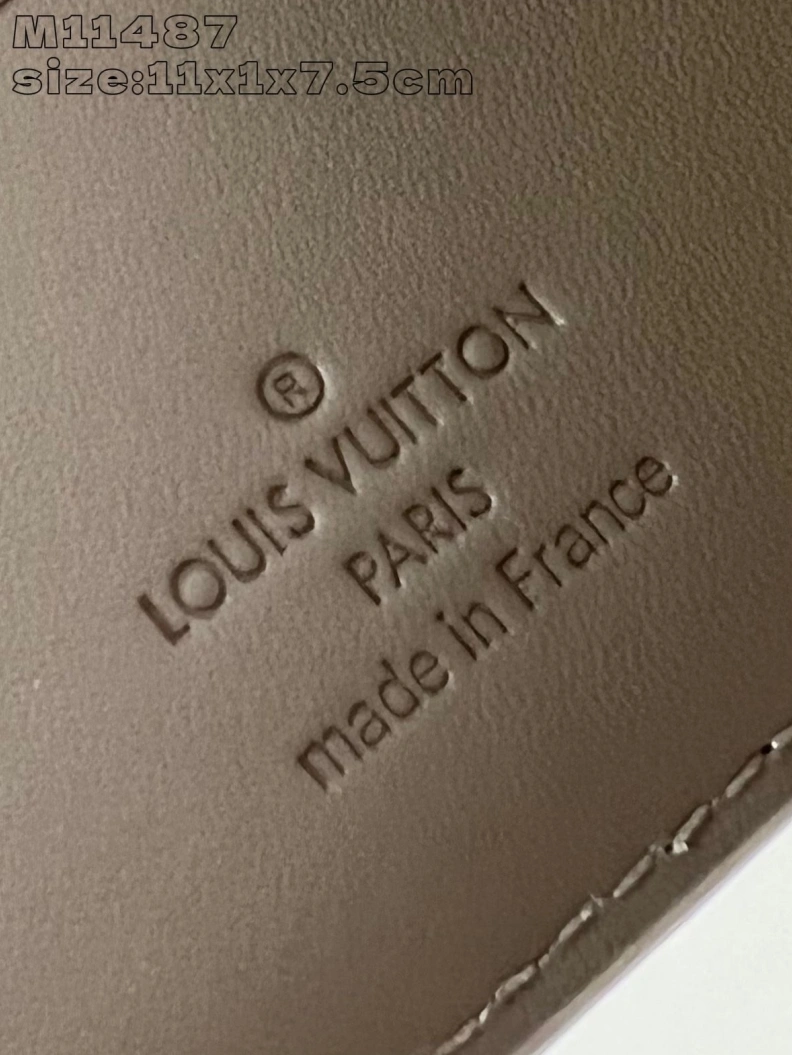 M11487
size:11x1x7.5cm
®
LOUIS VUITTON
PARIS
made in France